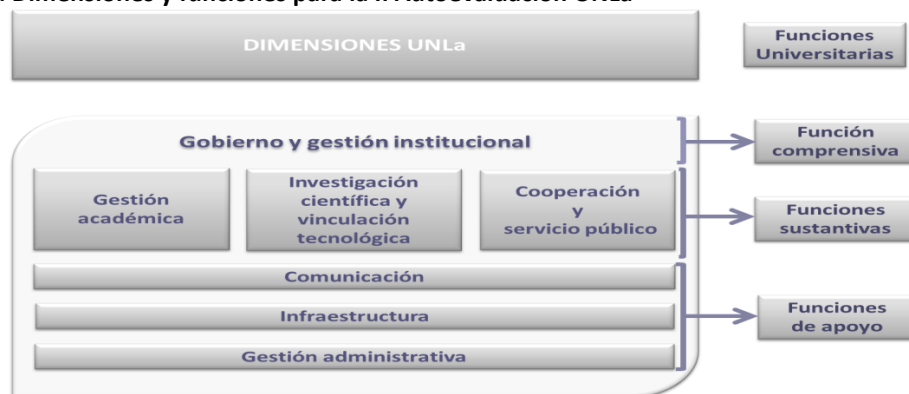 Dimensiones y funciones para la II Autoevaluación UNLa
DIMENSIONES UNLa
Funciones
Universitarias
Gobierno y gestión institucional
Función
comprensiva
Gestión
académica
Investigación
científica y
vinculación
tecnológica
Cooperación
y
servicio público
Funciones
sustantivas
Comunicación
Infraestructura
Gestión administrativa
Funciones
de apoyo